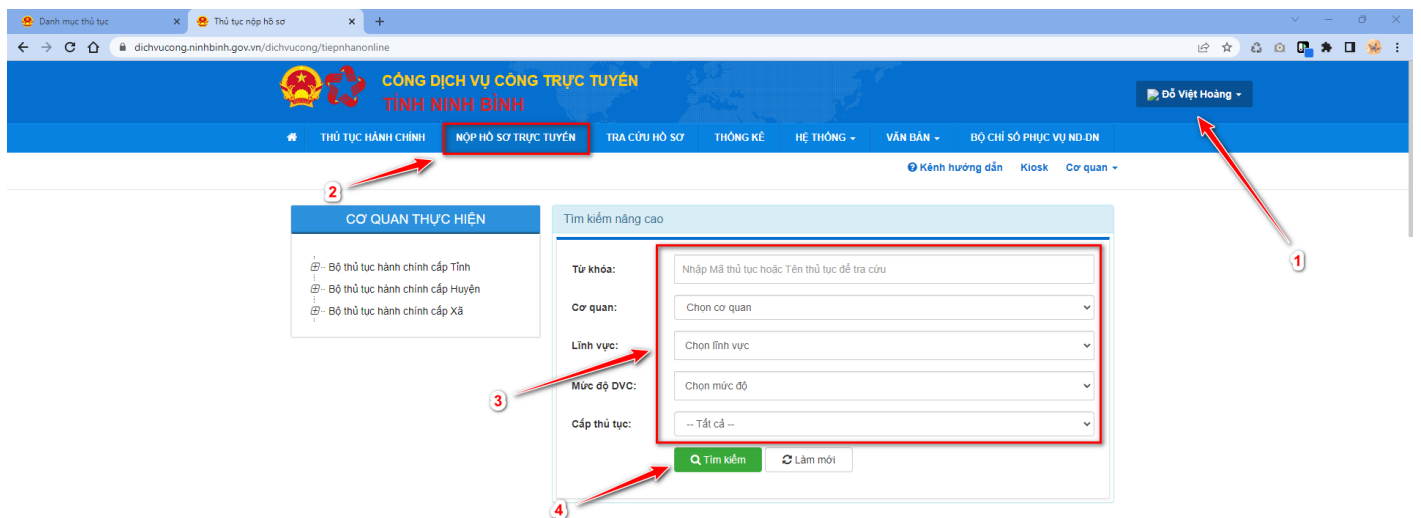 Danh mục thủ tục
Thủ tục nộp hồ sơ
dichvucong.ninhbinh.gov.vn/dichvucong/tiepnhanonline
CỔNG DỊCH VỤ CÔNG TRỰC TUYẾN
TỈNH NINH BÌNH
Đỗ Việt Hoàng
THỦ TỤC HÀNH CHÍNH NỘP HỒ SƠ TRỰC TUYẾN TRA CỨU HỒ SƠ THỐNG KÊ HỆ THỐNG VĂN BẢN BỘ CHỈ SỐ PHỤC VỤ ND-DN
Kênh hướng dẫn Kiosk Cơ quan
2
1
CƠ QUAN THỰC HIỆN
Bộ thủ tục hành chính cấp Tỉnh
Bộ thủ tục hành chính cấp Huyện
Bộ thủ tục hành chính cấp Xã
Tìm kiếm nâng cao
Từ khóa: Nhập Mã thủ tục hoặc Tên thủ tục để tra cứu
Cơ quan: Chọn cơ quan
Lĩnh vực: Chọn lĩnh vực
Mức độ DVC: Chọn mức độ
3
Cấp thủ tục: -- Tất cả --
Tìm kiếm Làm mới
4